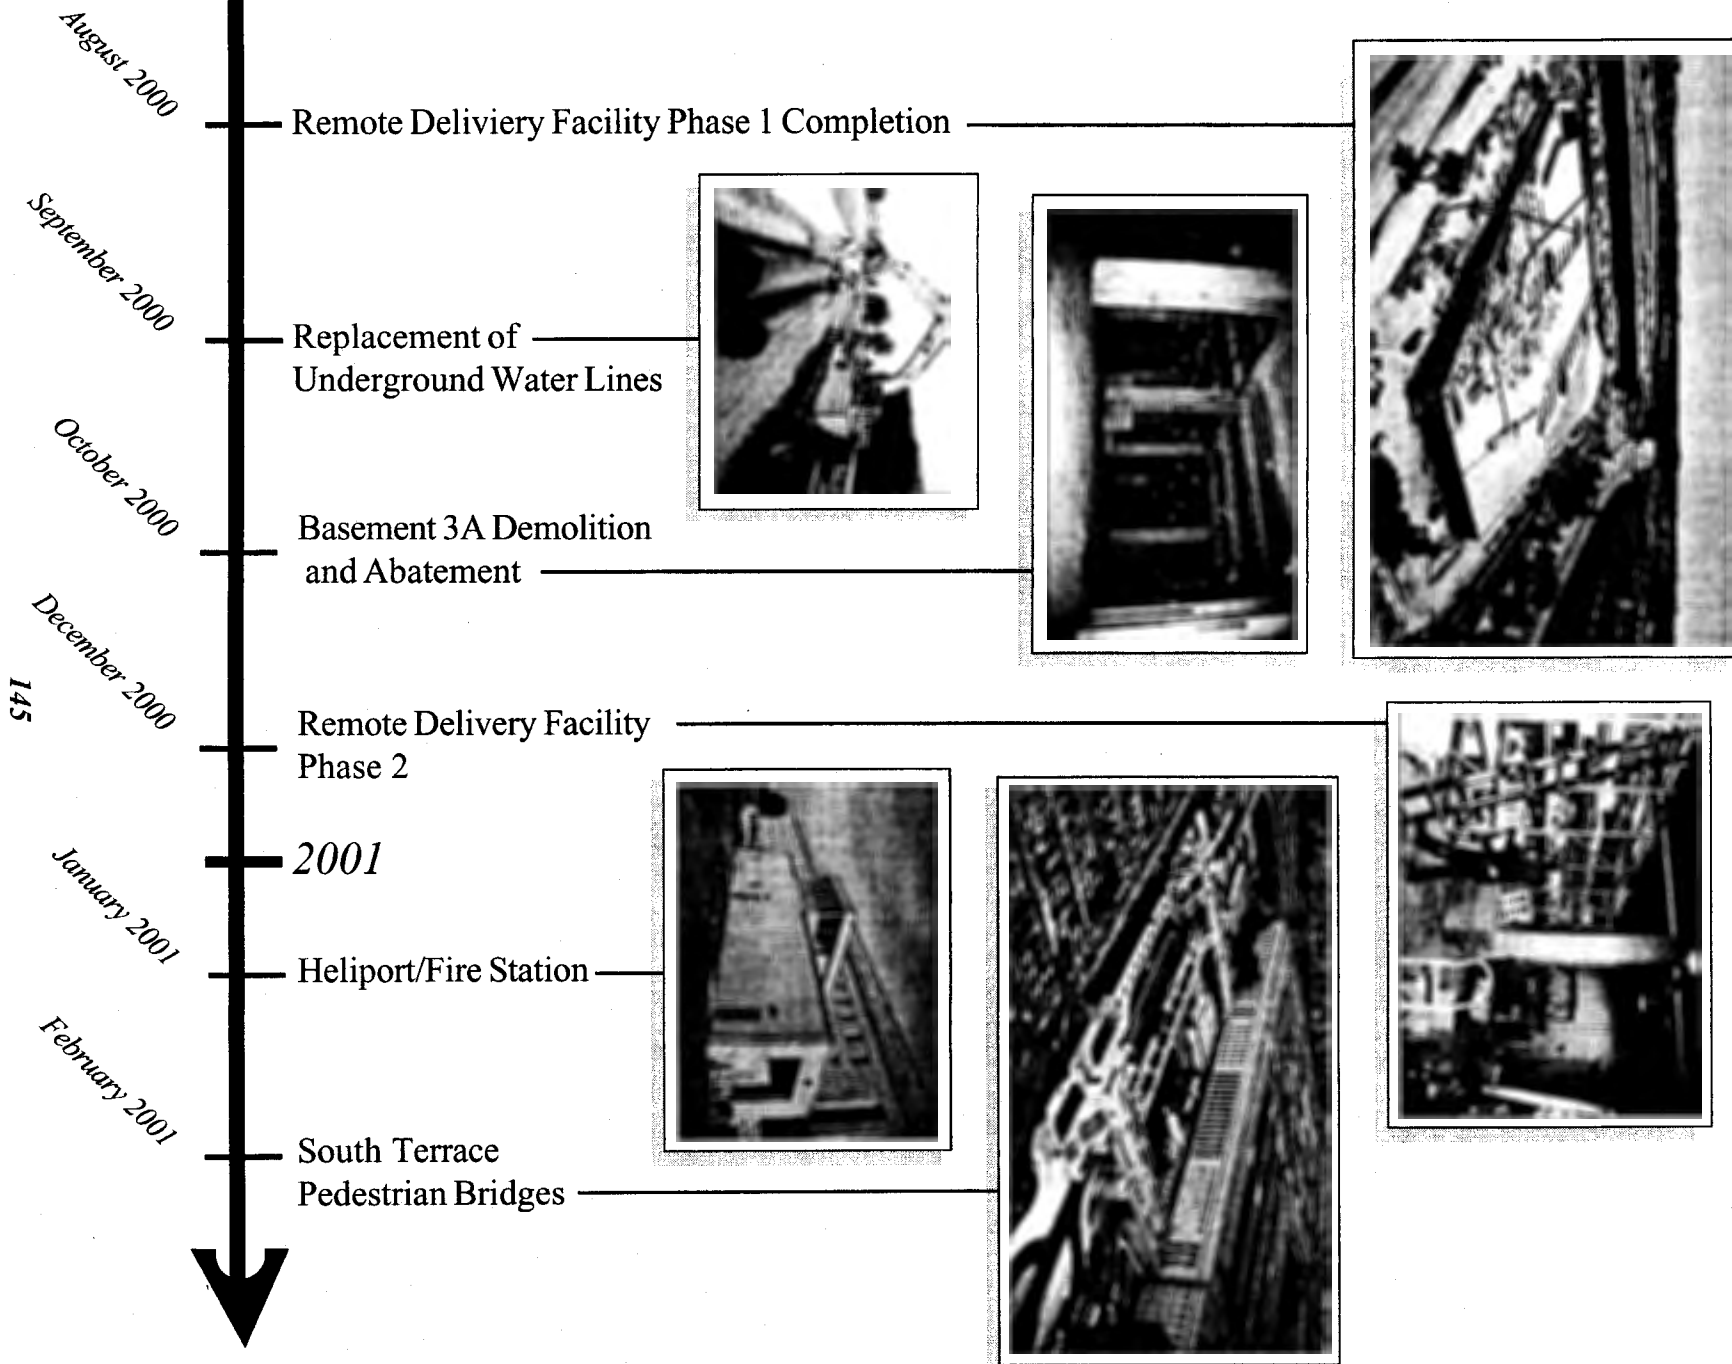 August 2000
Remote Deliviery Facility Phase 1 Completion
September 2000
Replacement of
Underground Water Lines
October 2000
Basement 3A Demolition
and Abatement
December 2000
145
Remote Delivery Facility
Phase 2
2001
January 2001
Heliport/Fire Station
February 2001
South Terrace
Pedestrian Bridges